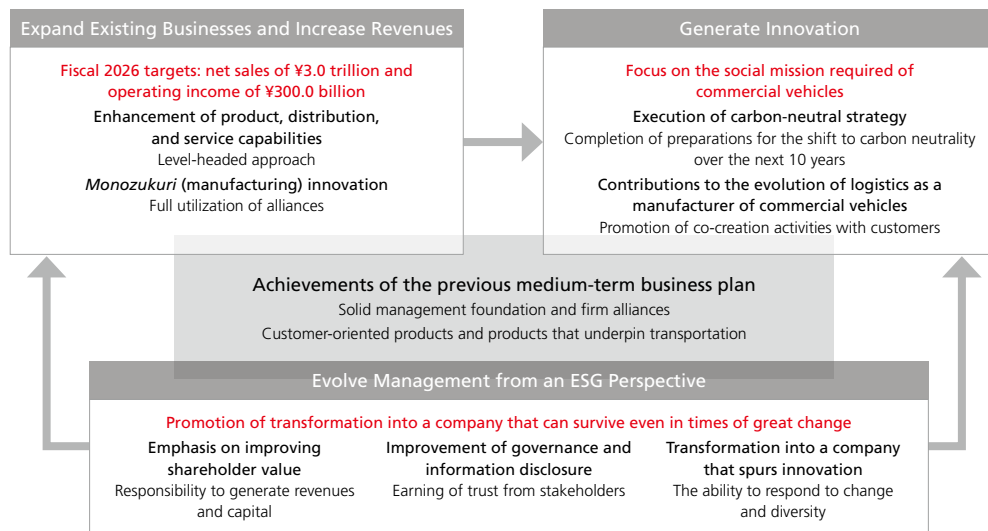 Expand Existing Businesses and Increase Revenues
Fiscal 2026 targets: net sales of ¥3.0 trillion and
operating income of ¥300.0 billion
Enhancement of product, distribution,
and service capabilities
Level-headed approach
Monozukuri (manufacturing) innovation
Full utilization of alliances
Generate Innovation
Focus on the social mission required of
commercial vehicles
Execution of carbon-neutral strategy
Completion of preparations for the shift to carbon neutrality
over the next 10 years
Contributions to the evolution of logistics as a
manufacturer of commercial vehicles
Promotion of co-creation activities with customers
Achievements of the previous medium-term business plan
Solid management foundation and firm alliances
Customer-oriented products and products that underpin transportation
Evolve Management from an ESG Perspective
Promotion of transformation into a company that can survive even in times of great change
Emphasis on improving
shareholder value
Responsibility to generate revenues
and capital
Improvement of governance and
information disclosure
Earning of trust from stakeholders
Transformation into a company
that spurs innovation
The ability to respond to change
and diversity